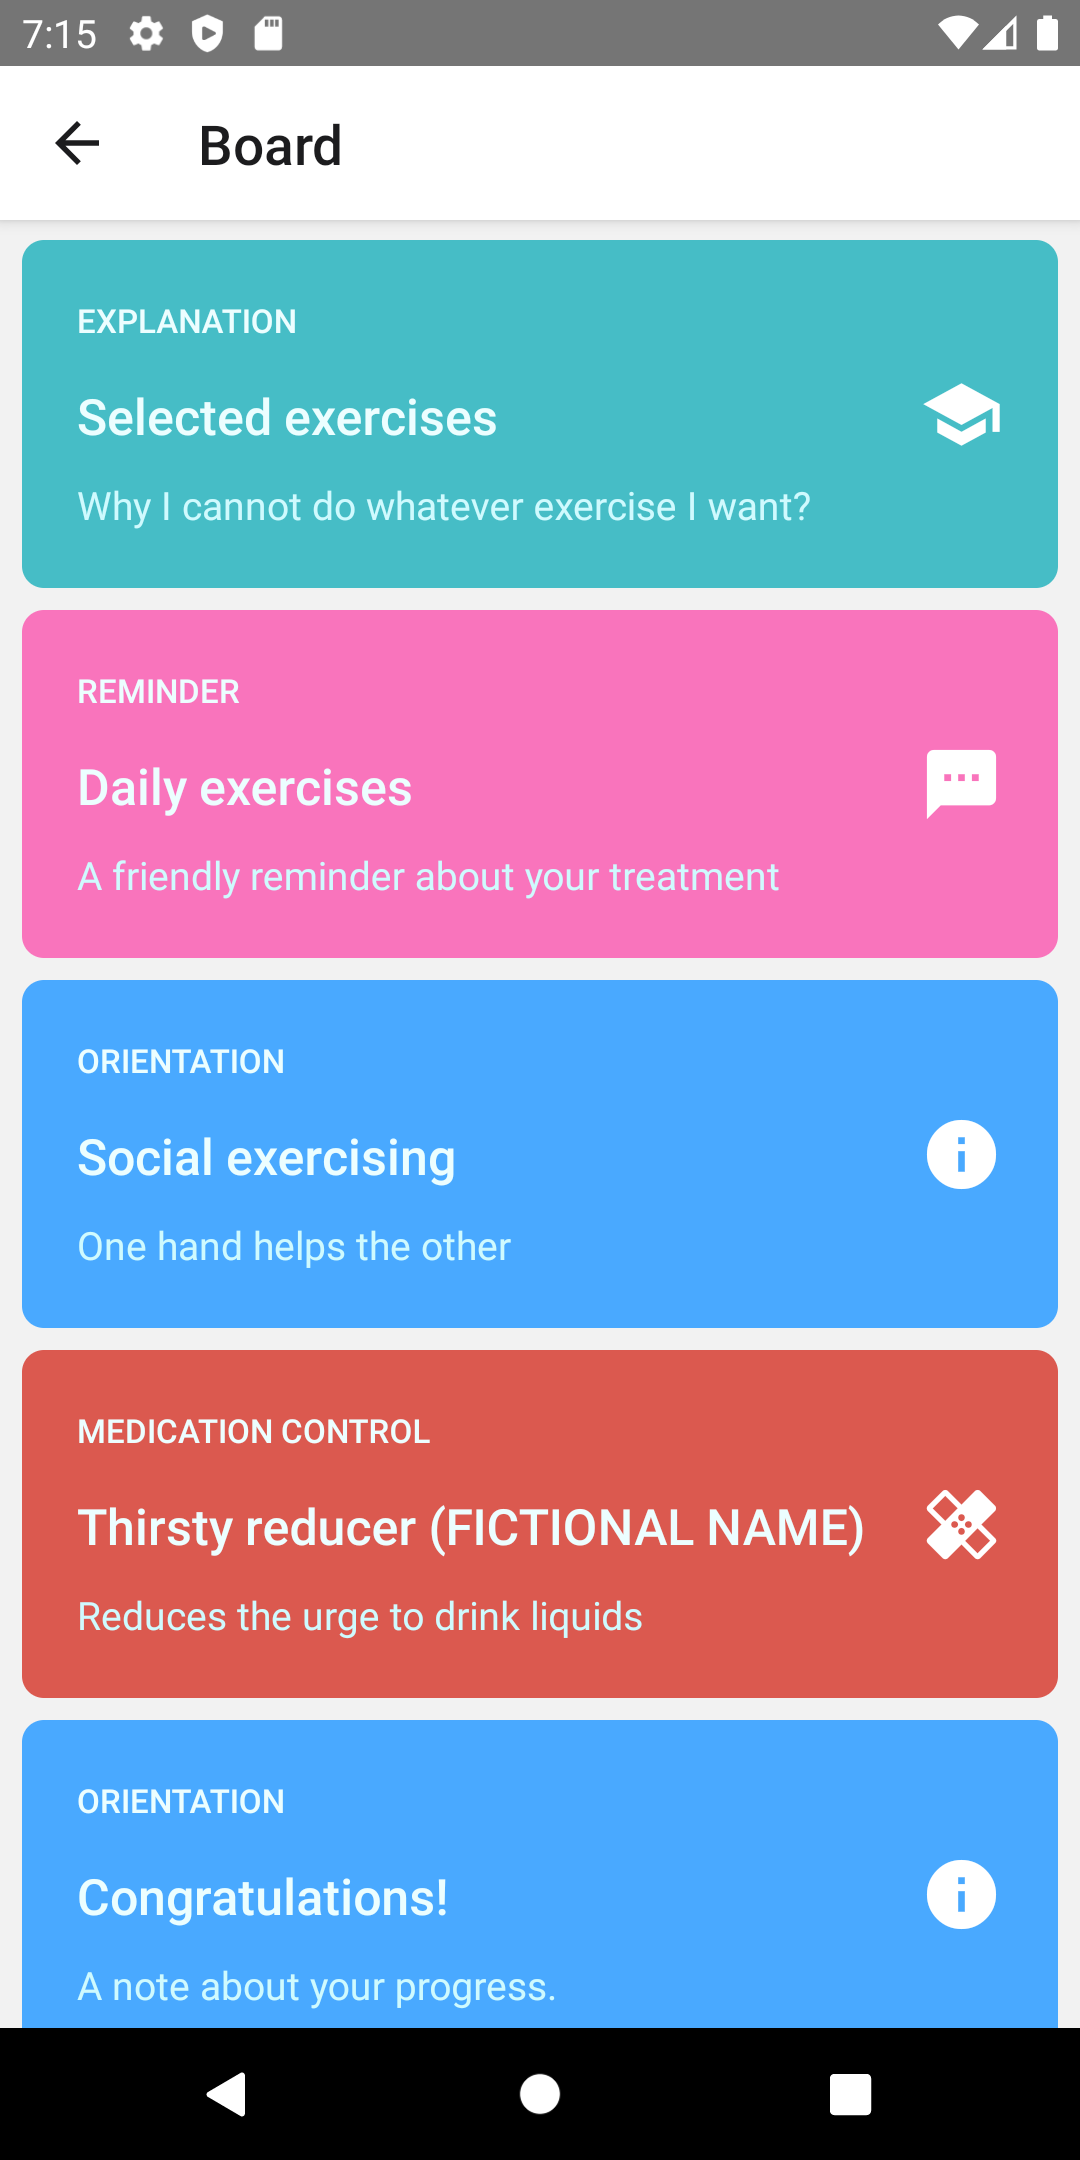 7:15
Board
EXPLANATION
Selected exercises
Why I cannot do whatever exercise I want?
REMINDER
Daily exercises
A friendly reminder about your treatment
ORIENTATION
Social exercising
One hand helps the other
MEDICATION CONTROL
Thirsty reducer (FICTIONAL NAME)
Reduces the urge to drink liquids
ORIENTATION
Congratulations!
A note about your progress.